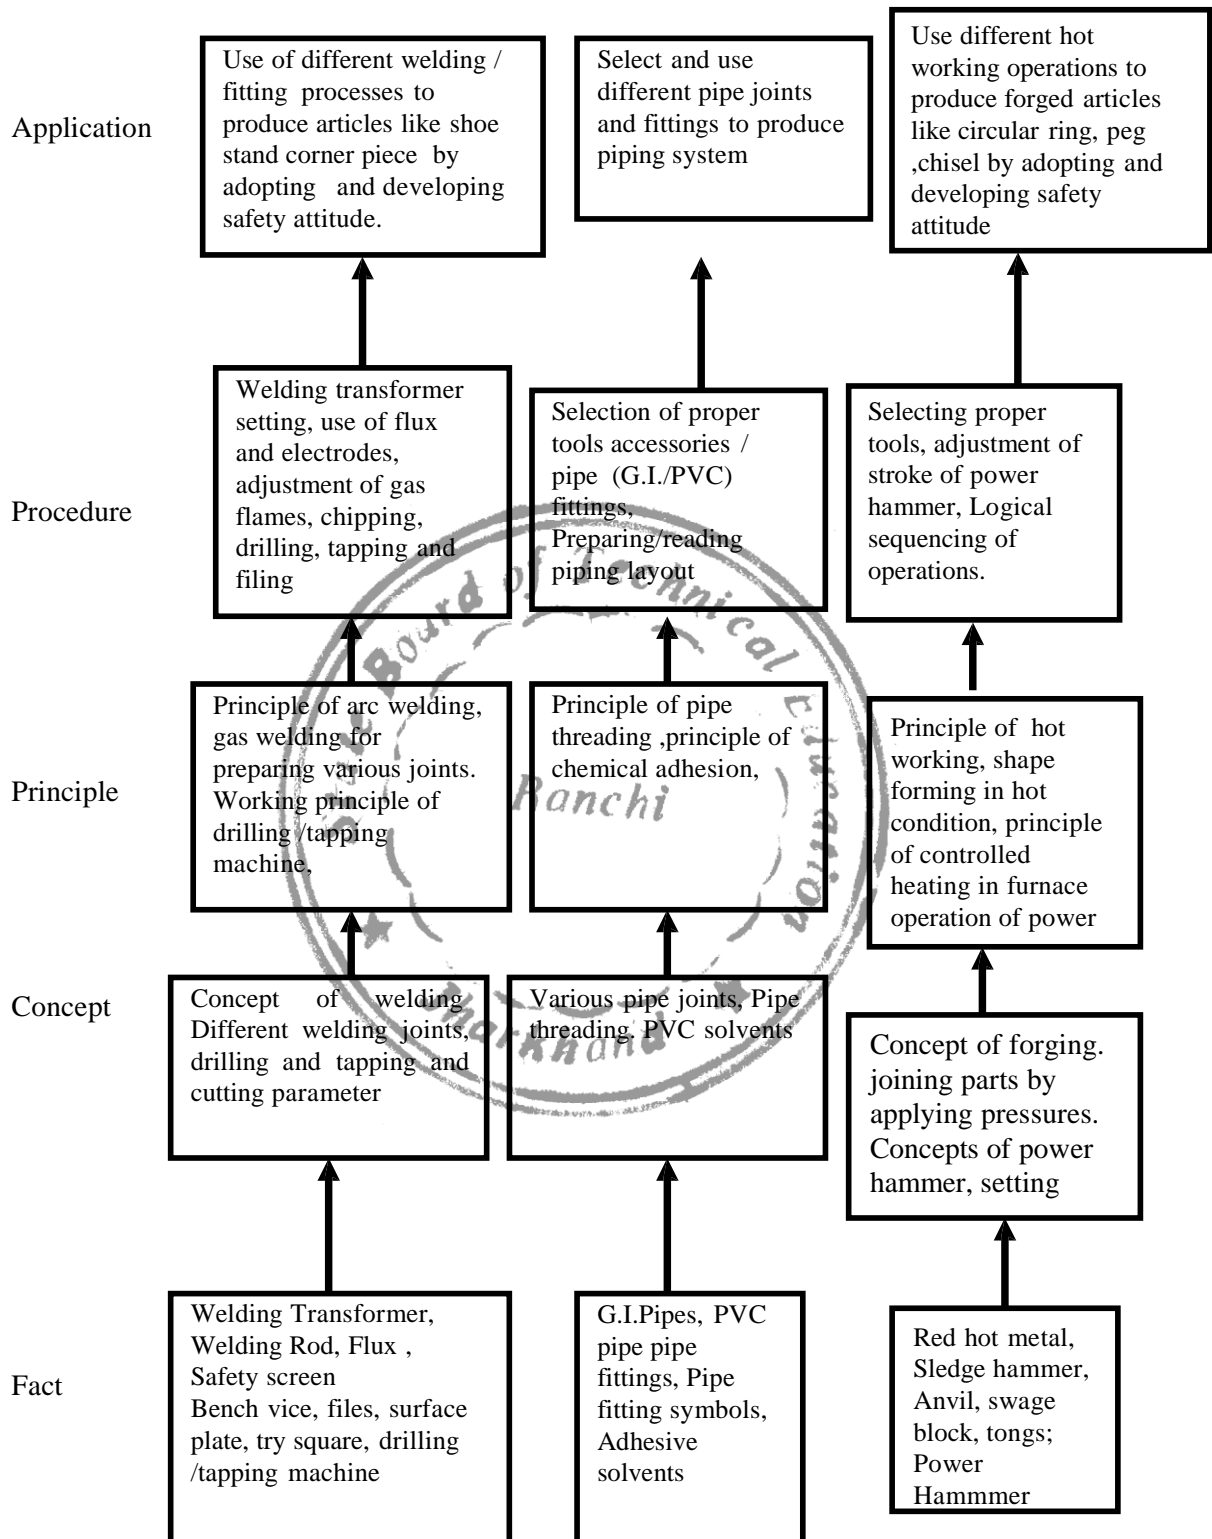 Application
Use of different welding /
fitting processes to
produce articles like shoe
stand corner piece by
adopting and developing
safety attitude.
Select and use
different pipe joints
and fittings to produce
piping system
Use different hot
working operations to
produce forged articles
like circular ring, peg
,chisel by adopting and
developing safety
attitude
Procedure
Welding transformer
setting, use of flux
and electrodes,
adjustment of gas
flames, chipping,
drilling, tapping and
filing
Selection of proper
tools accessories /
pipe (G.I./PVC)
fittings,
Preparing/reading
piping layout
Selecting proper
tools, adjustment of
stroke of power
hammer, Logical
sequencing of
operations.
Principle
Principle of arc welding,
gas welding for
preparing various joints.
Working principle of
drilling /tapping
machine,
Principle of pipe
threading ,principle of
chemical adhesion,
Principle of hot
working, shape
forming in hot
condition, principle
of controlled
heating in furnace
operation of power
Concept
Concept of welding
Different welding joints,
drilling and tapping and
cutting parameter
Various pipe joints, Pipe
threading. PVC solvents
Concept of forging.
joining parts by
applying pressures.
Concepts of power
hammer, setting
Fact
Welding Transformer,
Welding Rod, Flux ,
Safety screen
Bench vice, files, surface
plate, try square, drilling
/tapping machine
G.I.Pipes, PVC
pipe pipe
fittings, Pipe
fitting symbols,
Adhesive
solvents
Red hot metal,
Sledge hammer,
Anvil, swage
block, tongs;
Power
Hammmer
State Board of Technical Education
Ranchi
Jharkhand